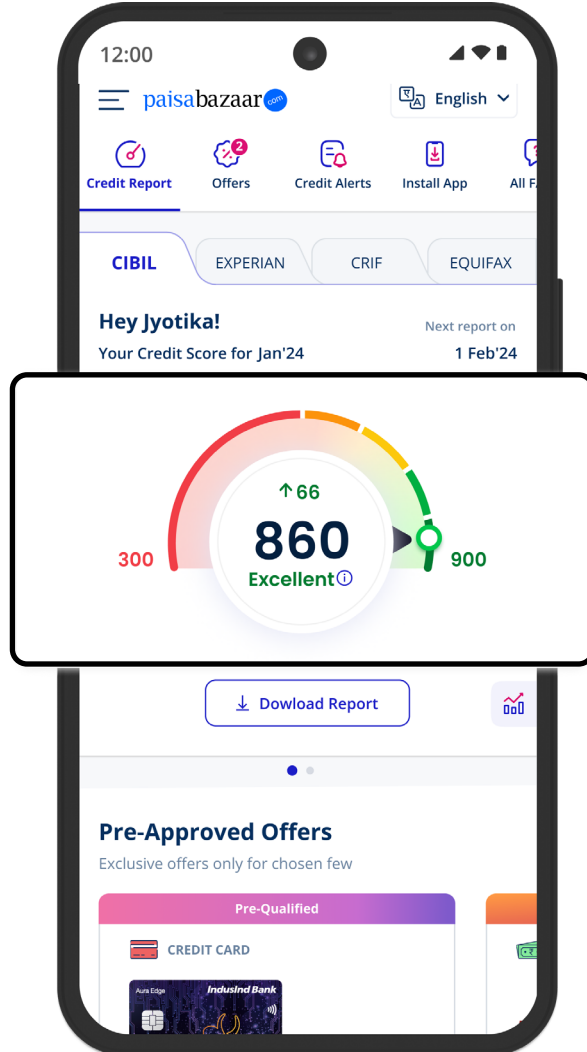 12:00
paisabazaar.com
अ A English
2
Credit Report Offers Credit Alerts Install App All F
CIBIL EXPERIAN CRIF EQUIFAX
Hey Jyotika!
Next report on
Your Credit Score for Jan'24 1 Feb'24
↑66
860
300 Excellent 900
Dowload Report
Pre-Approved Offers
Exclusive offers only for chosen few
Pre-Qualified
CREDIT CARD
Aura Edge IndusInd Bank